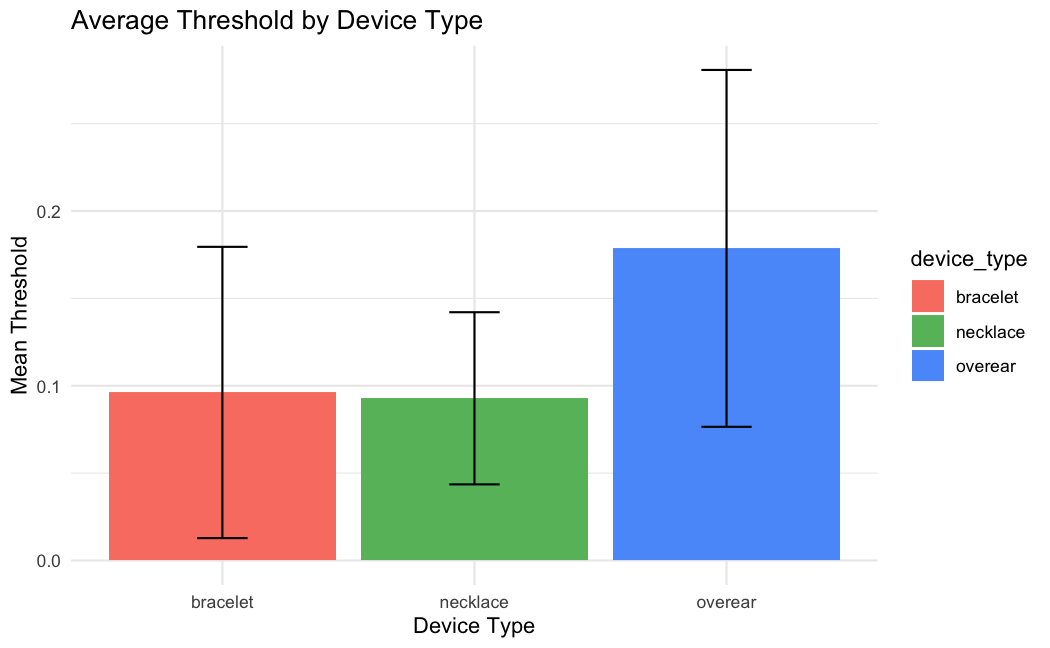 Average Threshold by Device Type
Mean Threshold
0.2
0.1
0.0
bracelet
necklace
overear
Device Type
device_type
bracelet
necklace
overear